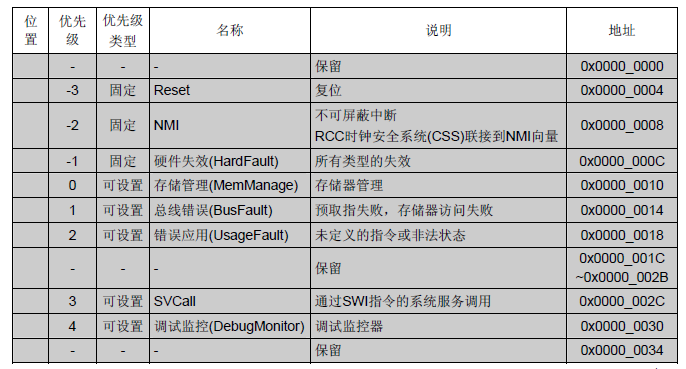 位置 优先级 优先级类型 名称 说明 地址
- - - 保留 0x0000_0000
-3 固定 Reset 复位 0x0000_0004
-2 固定 NMI 不可屏蔽中断
RCC时钟安全系统(CSS)联接到NMI向量 0x0000_0008
-1 固定 硬件失效(HardFault) 所有类型的失效 0x0000_000C
0 可设置 存储管理(MemManage) 存储器管理 0x0000_0010
1 可设置 总线错误(BusFault) 预取指失败，存储器访问失败 0x0000_0014
2 可设置 错误应用(UsageFault) 未定义的指令或非法状态 0x0000_0018
- - - 保留 0x0000_001C
~0x0000_002B
3 可设置 SVCall 通过SWI指令的系统服务调用 0x0000_002C
4 可设置 调试监控(DebugMonitor) 调试监控器 0x0000_0030
- - - 保留 0x0000_0034